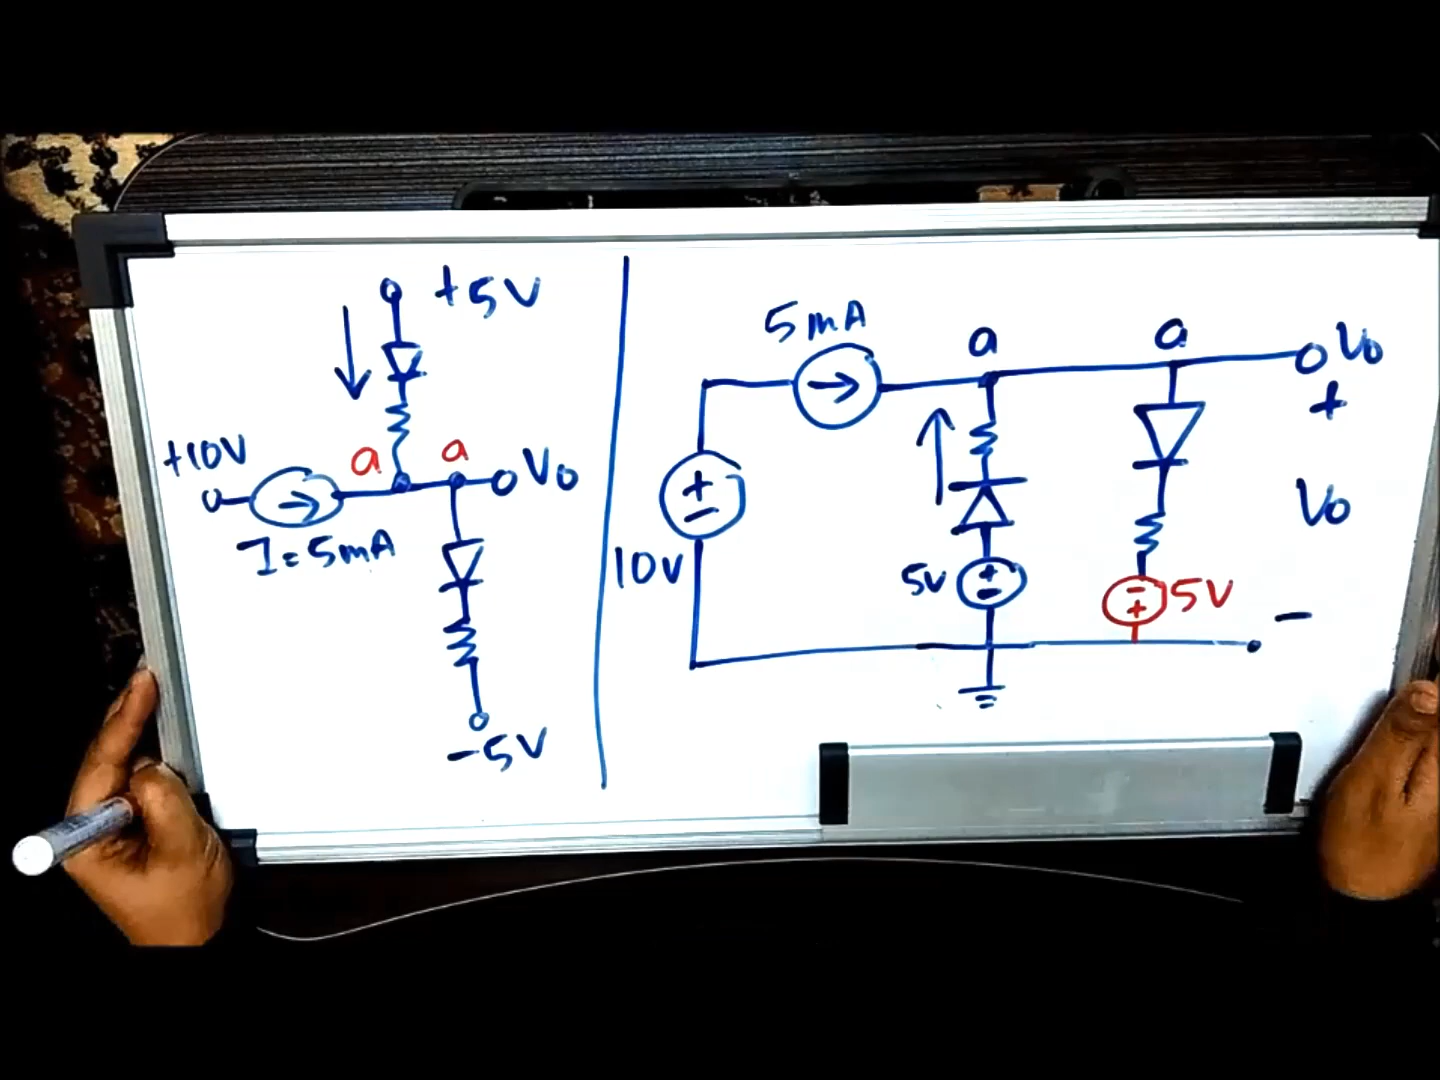 +5V
+10V
a
a
Vo
I=5mA
-5V
5mA
a
a
Vo
+
+
-
10V
5V
+
-
-
+
5V
Vo
-